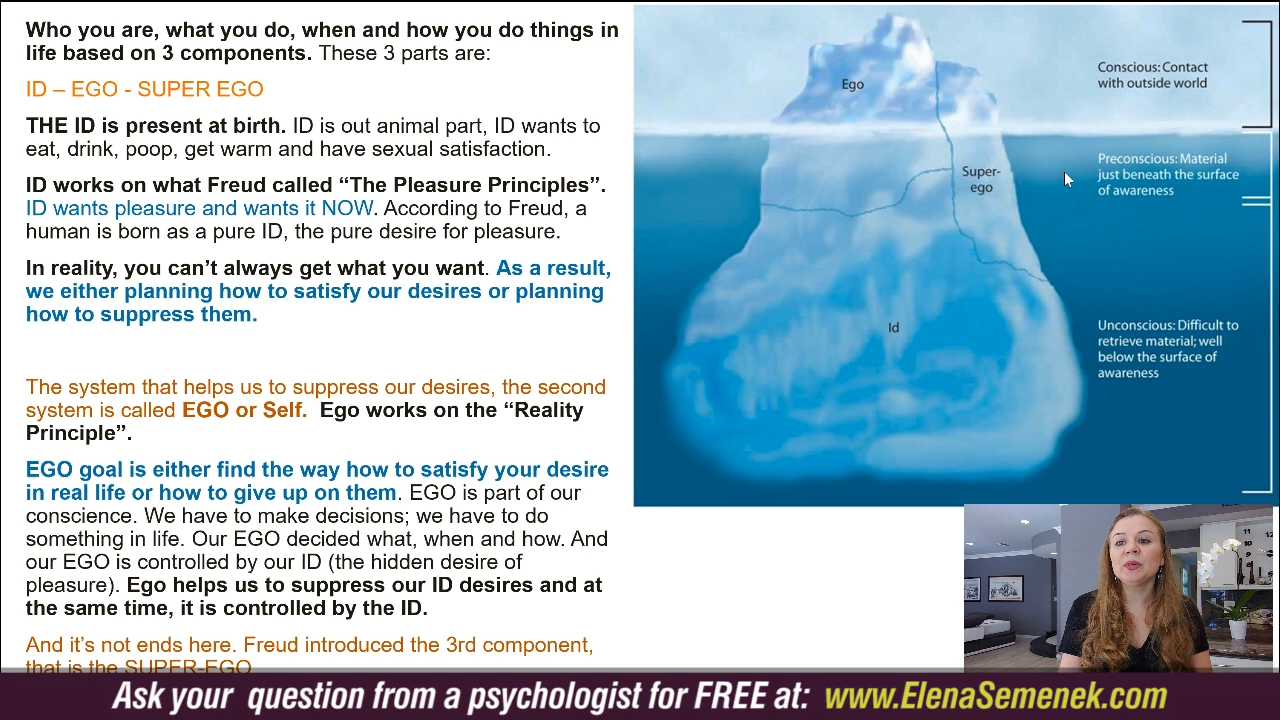 Who you are, what you do, when and how you do things in
life based on 3 components. These 3 parts are:
ID – EGO - SUPER EGO
THE ID is present at birth. ID is out animal part, ID wants to
eat, drink, poop, get warm and have sexual satisfaction.
ID works on what Freud called “The Pleasure Principles”.
ID wants pleasure and wants it NOW. According to Freud, a
human is born as a pure ID, the pure desire for pleasure.
In reality, you can’t always get what you want. As a result,
we either planning how to satisfy our desires or planning
how to suppress them.
The system that helps us to suppress our desires, the second
system is called EGO or Self.  Ego works on the “Reality
Principle”.
EGO goal is either find the way how to satisfy your desire
in real life or how to give up on them. EGO is part of our
conscience. We have to make decisions; we have to do
something in life. Our EGO decided what, when and how. And
our EGO is controlled by our ID (the hidden desire of
pleasure). Ego helps us to suppress our ID desires and at
the same time, it is controlled by the ID.
And it’s not ends here. Freud introduced the 3rd component,
that is the SUPER-EGO
Ego
Super-
ego
Id
Conscious: Contact
with outside world
Preconscious: Material
just beneath the surface
of awareness
Unconscious: Difficult to
retrieve material; well
below the surface of
awareness
Ask your  question from a psychologist for FREE at:  www.ElenaSemenek.com